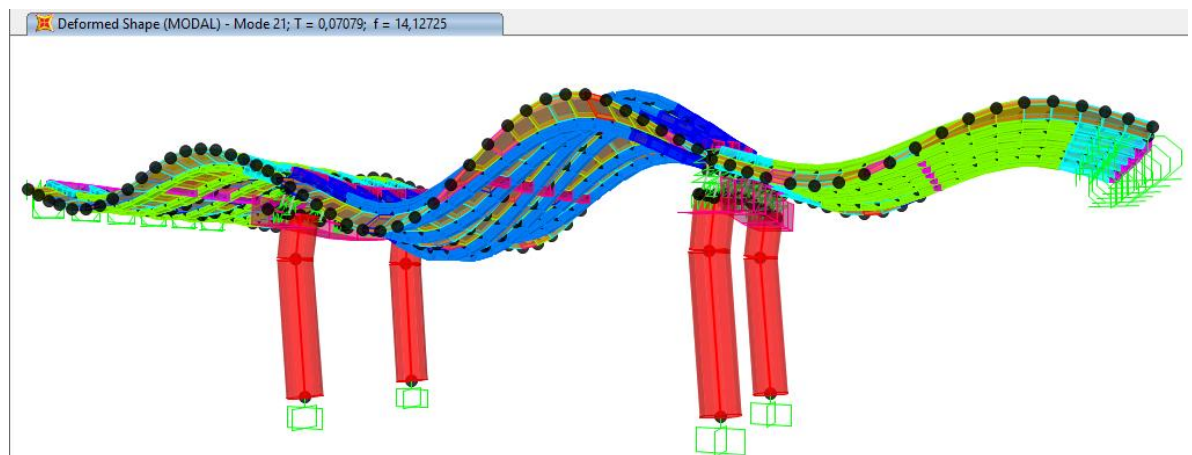 Deformed Shape (MODAL) - Mode 21; T = 0,07079; f = 14,12725